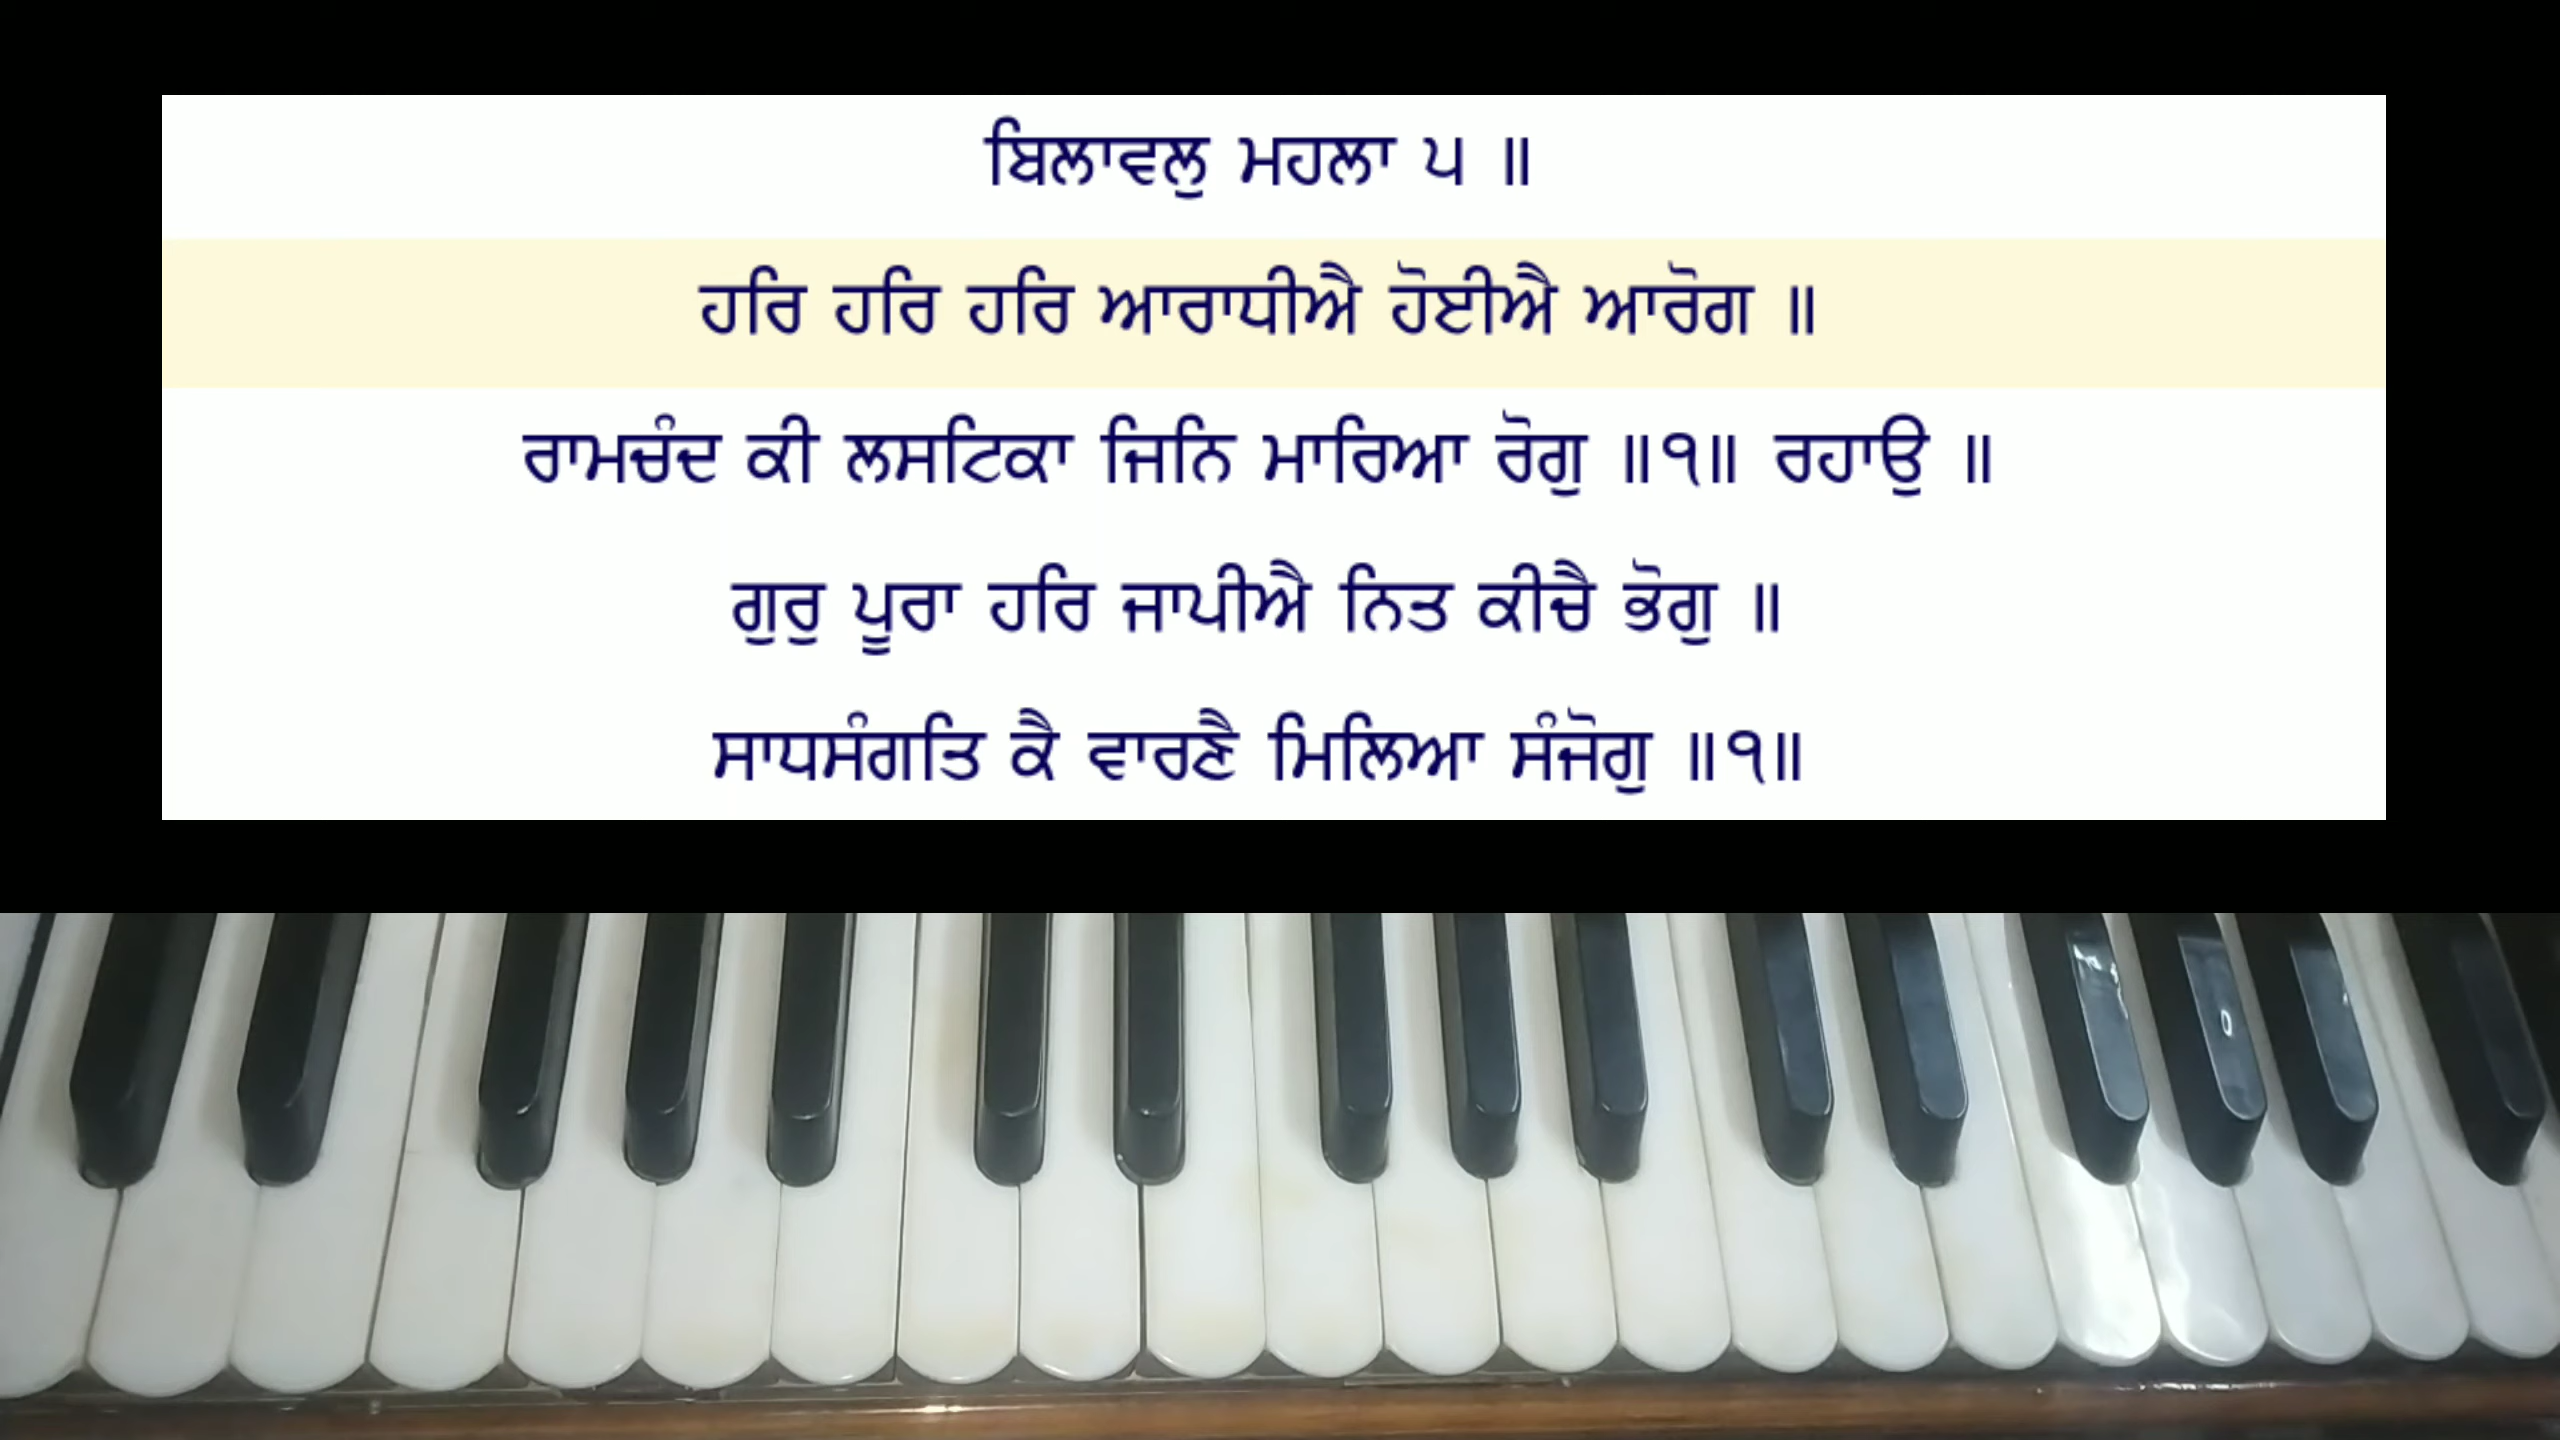 ਬਿਲਾਵਲੁ ਮਹਲਾ ੫ ॥
ਹਰਿ ਹਰਿ ਹਰਿ ਆਰਾਧੀਐ ਹੋਈਐ ਆਰੋਗ ॥
ਰਾਮਚੰਦ ਕੀ ਲਸਟਿਕਾ ਜਿਨਿ ਮਾਰਿਆ ਰੋਗੁ ॥੧॥ ਰਹਾਉ ॥
ਗੁਰੁ ਪੂਰਾ ਹਰਿ ਜਾਪੀਐ ਨਿਤ ਕੀਚੈ ਭੋਗੁ ॥
ਸਾਧਸੰਗਤਿ ਕੈ ਵਾਰਣੈ ਮਿਲਿਆ ਸੰਜੋਗੁ ॥੧॥